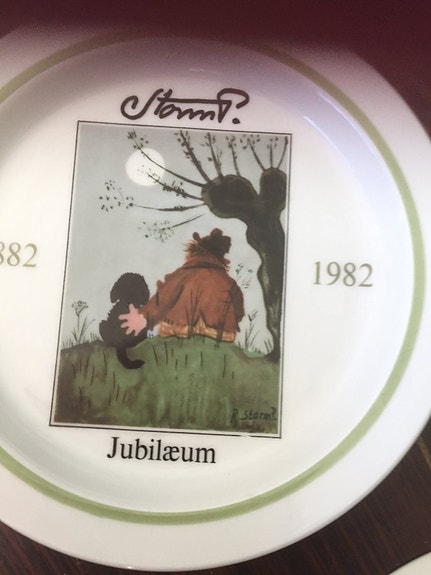 Storm P.
882
1982
R. Storm P.
Jubilæum